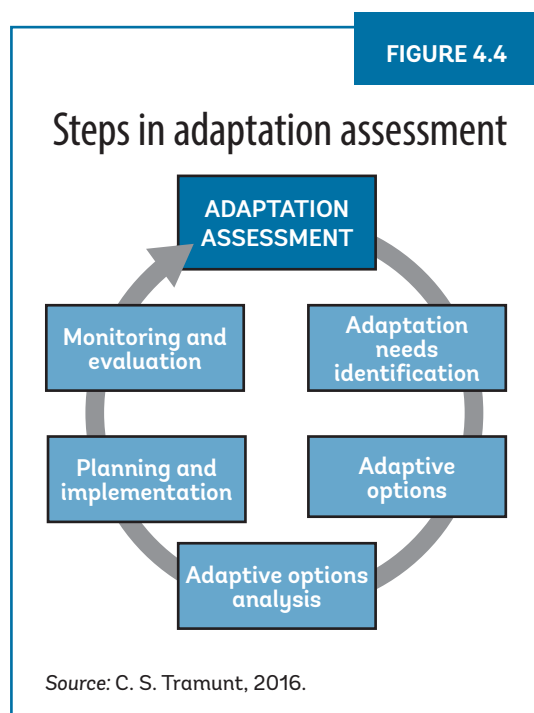 FIGURE 4.4
Steps in adaptation assessment
ADAPTATION
ASSESSMENT
Adaptation
needs
identification
Adaptive
options
Adaptive options
analysis
Planning and
implementation
Monitoring and
evaluation
Source: C. S. Tramunt, 2016.